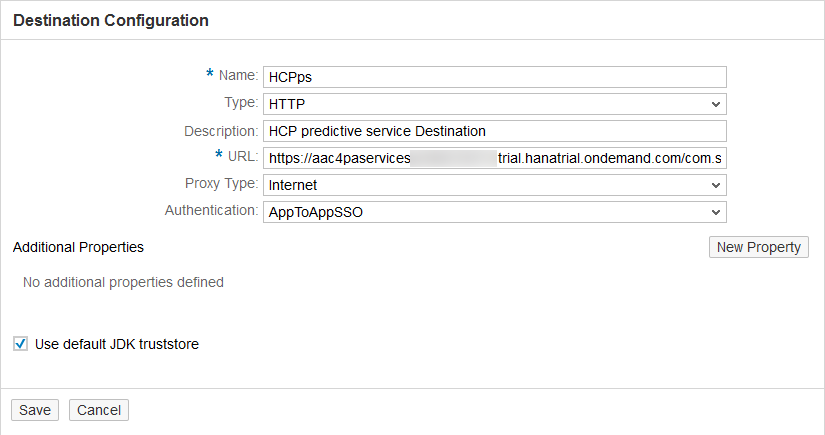 Destination Configuration
* Name: HCPps
Type: HTTP
Description: HCP predictive service Destination
* URL: https://aac4paservices trial.hanatrial.ondemand.com/com.s
Proxy Type: Internet
Authentication: AppToAppSSO
Additional Properties New Property
No additional properties defined
Use default JDK truststore
Save Cancel